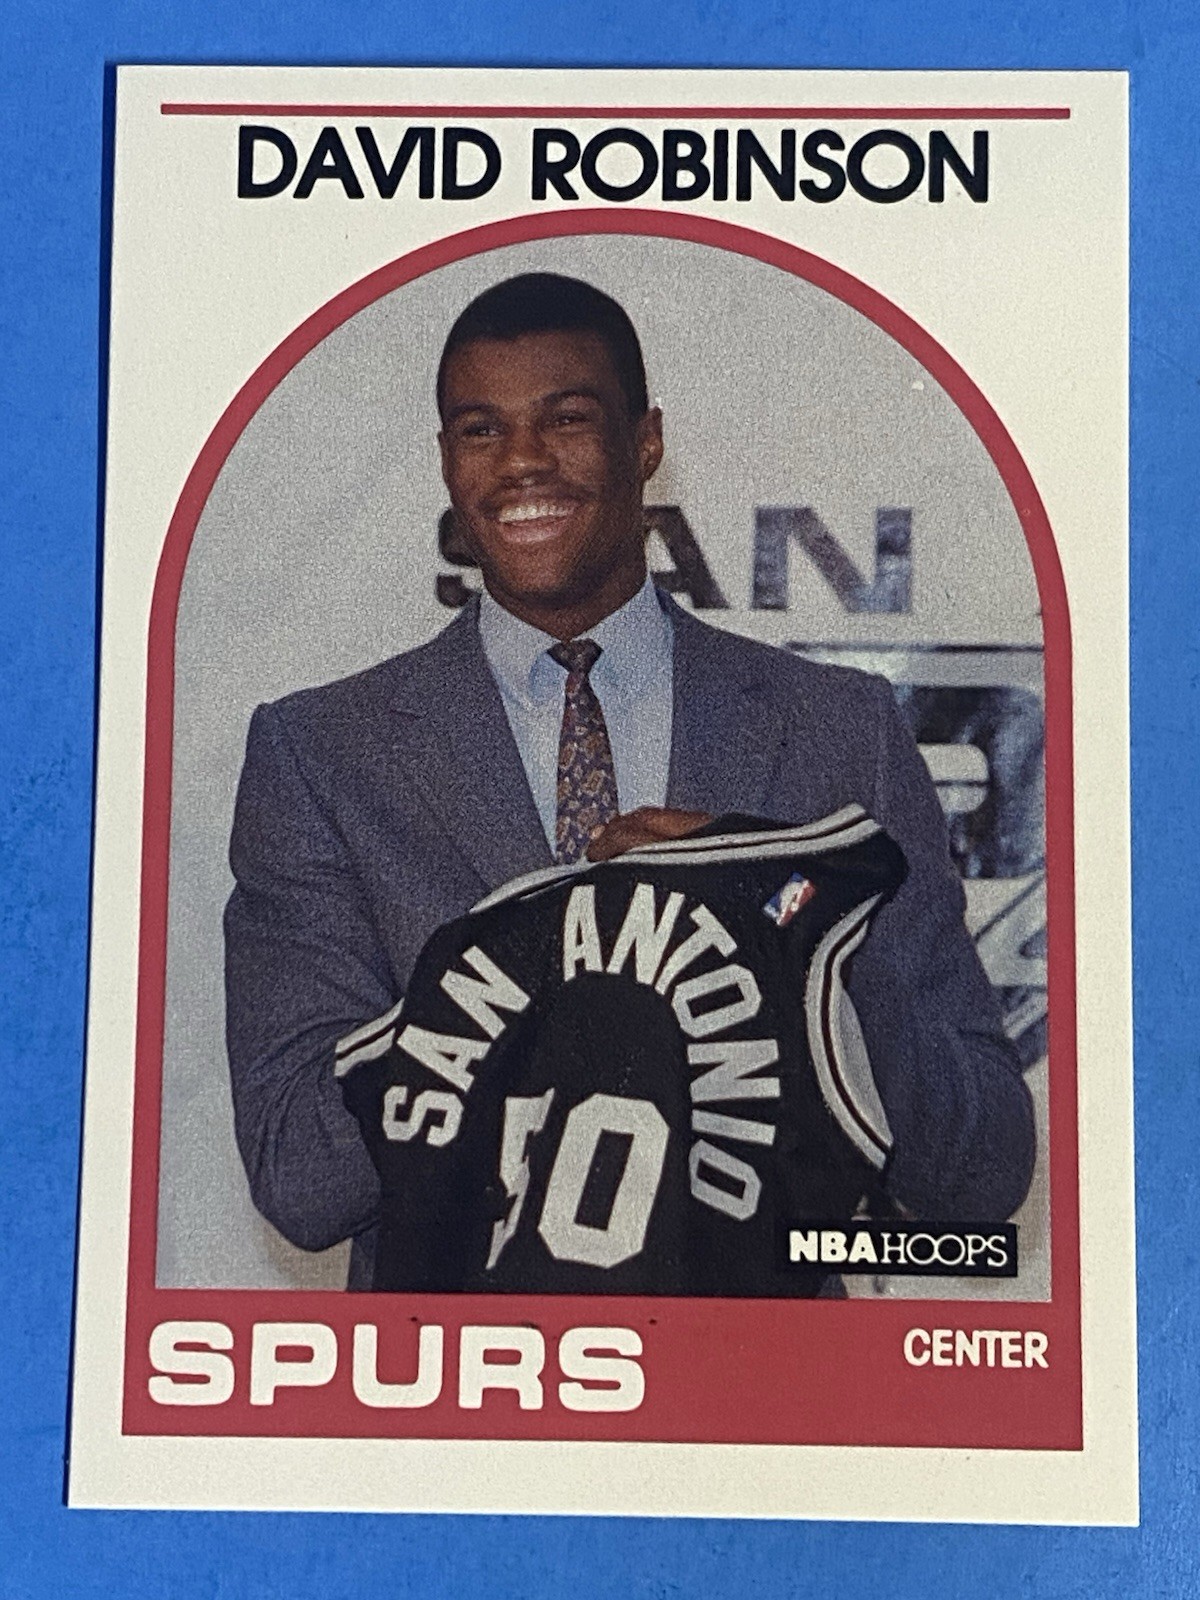 DAVID ROBINSON
SAN
SAN ANTONIO
50
NBA HOOPS
SPURS
CENTER